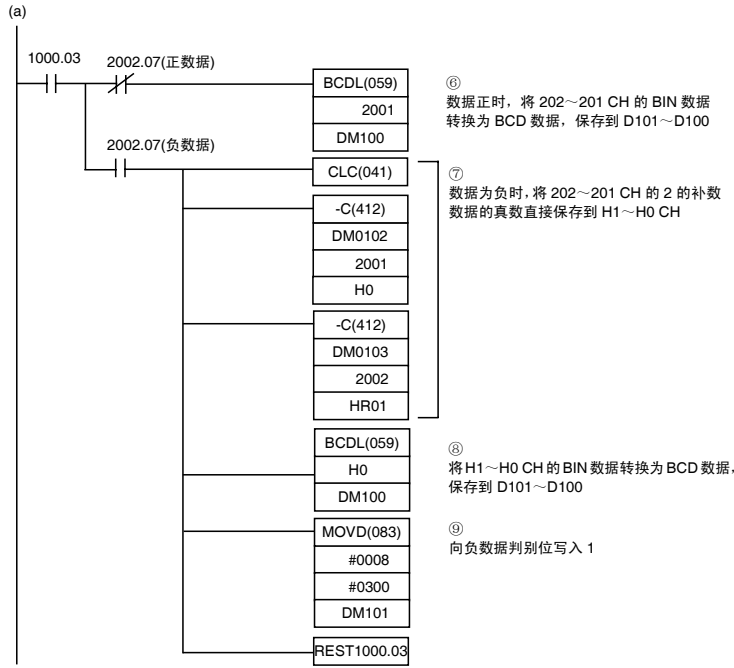 (a)
1000.03
2002.07(正数据)
BCDL(059)
2001
DM100
⑥
数据正时，将 202～201 CH 的 BIN 数据
转换为 BCD 数据，保存到 D101～D100
2002.07(负数据)
CLC(041)
⑦
数据为负时，将 202～201 CH 的 2 的补数
数据的真数直接保存到 H1～H0 CH
-C(412)
DM0102
2001
H0
-C(412)
DM0103
2002
HR01
BCDL(059)
H0
DM100
⑧
将 H1～H0 CH 的 BIN 数据转换为 BCD 数据，
保存到 D101～D100
MOVD(083)
#0008
#0300
DM101
⑨
向负数据判别位写入 1
REST1000.03